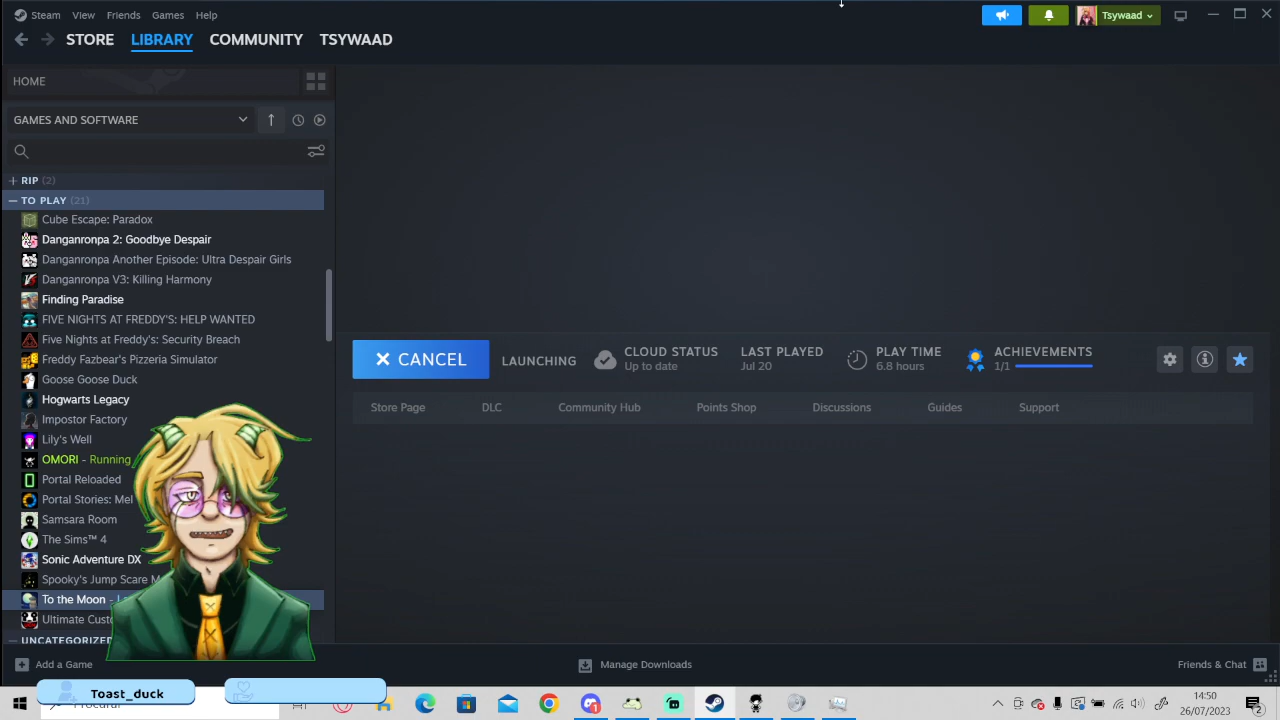 Steam View Friends Games Help
Tsywaad
STORE LIBRARY COMMUNITY TSYWAAD
HOME
GAMES AND SOFTWARE
RIP (2)
TO PLAY (21)
Cube Escape: Paradox
Danganronpa 2: Goodbye Despair
Danganronpa Another Episode: Ultra Despair Girls
Danganronpa V3: Killing Harmony
Finding Paradise
FIVE NIGHTS AT FREDDY'S: HELP WANTED
Five Nights at Freddy's: Security Breach
Freddy Fazbear's Pizzeria Simulator
Goose Goose Duck
Hogwarts Legacy
Impostor Factory
Lily's Well
OMORI - Running
Portal Reloaded
Portal Stories: Mel
Samsara Room
The Sims™ 4
Sonic Adventure DX
Spooky's Jump Scare M
To the Moon - L
Ultimate Custo
UNCATEGORIZED
CANCEL
LAUNCHING
CLOUD STATUS
Up to date
LAST PLAYED
Jul 20
PLAY TIME
6.8 hours
ACHIEVEMENTS
1/1
Store Page DLC Community Hub Points Shop Discussions Guides Support
Add a Game
Manage Downloads
Friends & Chat
Toast_duck
14:50
26/07/2023
2